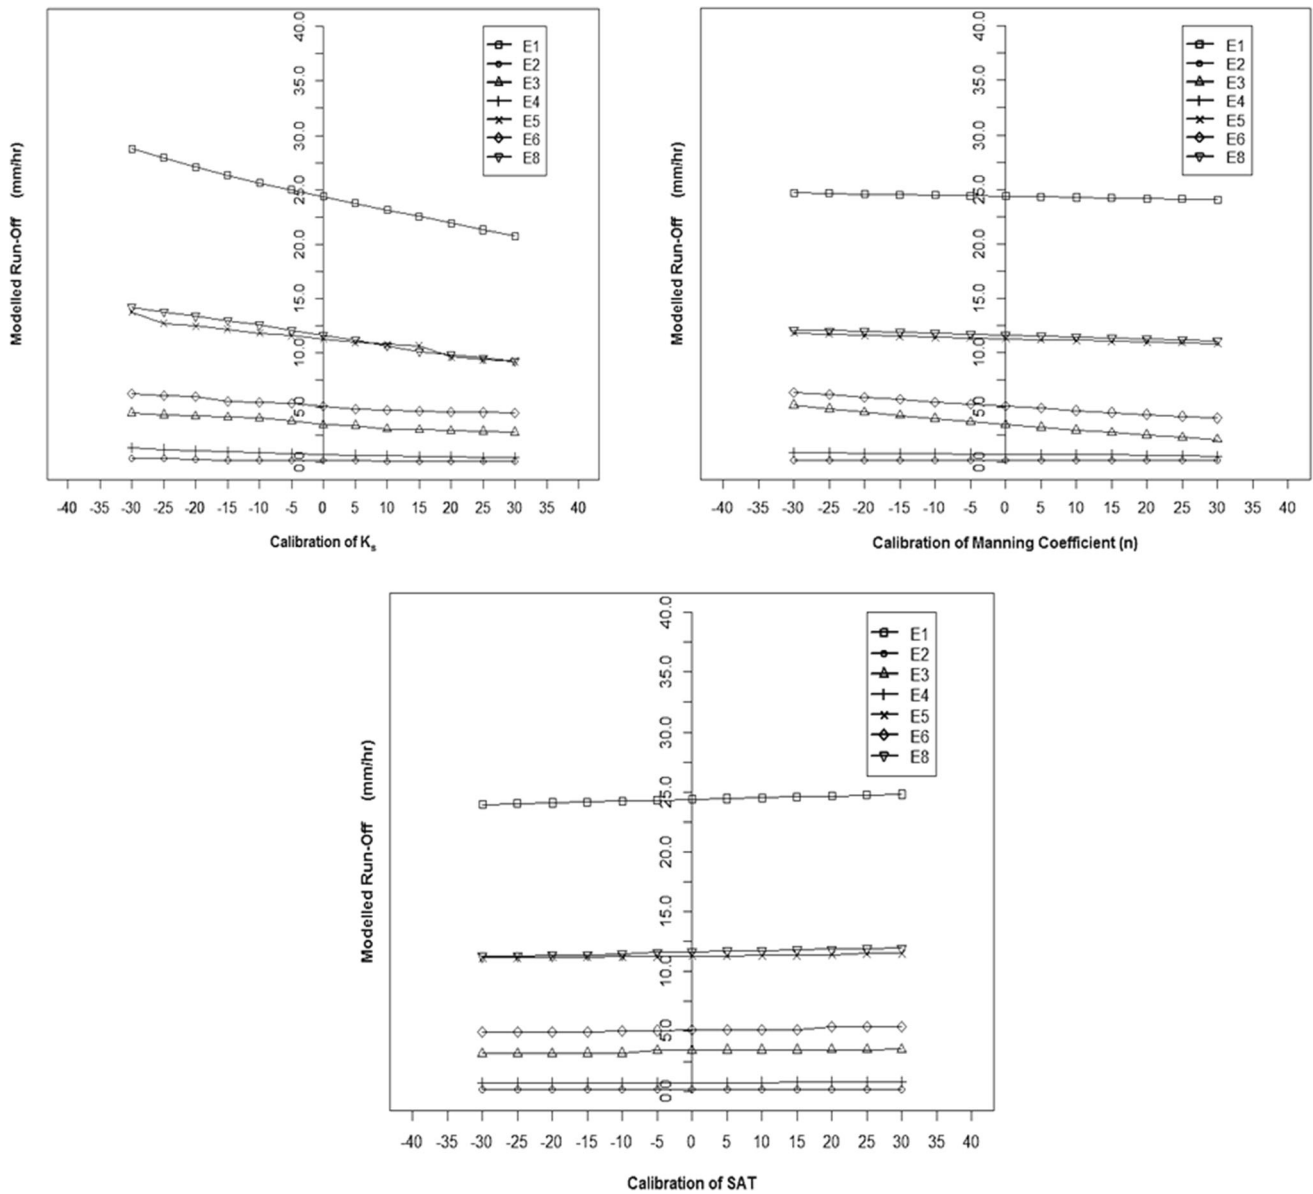 40.0
35.0
30.0
25.0
20.0
15.0
10.0
5.0
0.0
Modelled Run-Off (mm/hr)
E1
E2
E3
E4
E5
E6
E8
-40 -35 -30 -25 -20 -15 -10 -5 0 5 10 15 20 25 30 35 40
Calibration of Ks
40.0
35.0
30.0
25.0
20.0
15.0
10.0
5.0
0.0
Modelled Run-Off (mm/hr)
E1
E2
E3
E4
E5
E6
E8
-40 -35 -30 -25 -20 -15 -10 -5 0 5 10 15 20 25 30 35 40
Calibration of Manning Coefficient (n)
40.0
35.0
30.0
25.0
20.0
15.0
10.0
5.0
0.0
Modelled Run-Off (mm/hr)
E1
E2
E3
E4
E5
E6
E8
-40 -35 -30 -25 -20 -15 -10 -5 0 5 10 15 20 25 30 35 40
Calibration of SAT